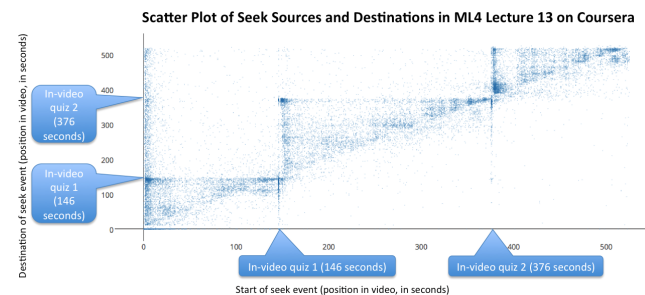 Scatter Plot of Seek Sources and Destinations in ML4 Lecture 13 on Coursera
Destination of seek event (position in video, in seconds)
500
400
300
200
100
0
In-video
quiz 2
(376
seconds)
In-video
quiz 1
(146
seconds)
0
100
200
300
400
500
In-video quiz 1 (146 seconds)
In-video quiz 2 (376 seconds)
Start of seek event (position in video, in seconds)